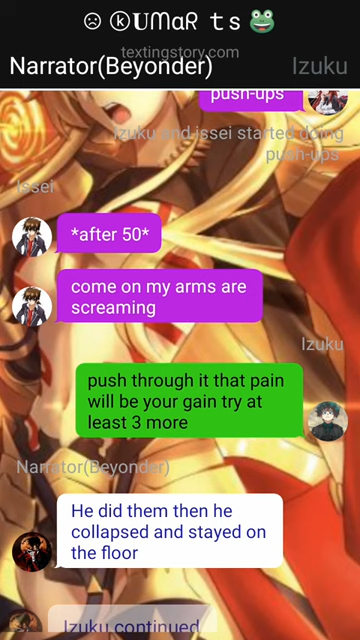 ☹ ⓚ𝐔ᑎᗰᗩᖇ ｔｓ🐸
textingstory.com
Narrator(Beyonder)
Izuku
push-ups
Izuku and issei started doing
push-ups
Issei
*after 50*
come on my arms are
screaming
Izuku
push through it that pain
will be your gain try at
least 3 more
Narrator(Beyonder)
He did them then he
collapsed and stayed on
the floor
Izuku continued